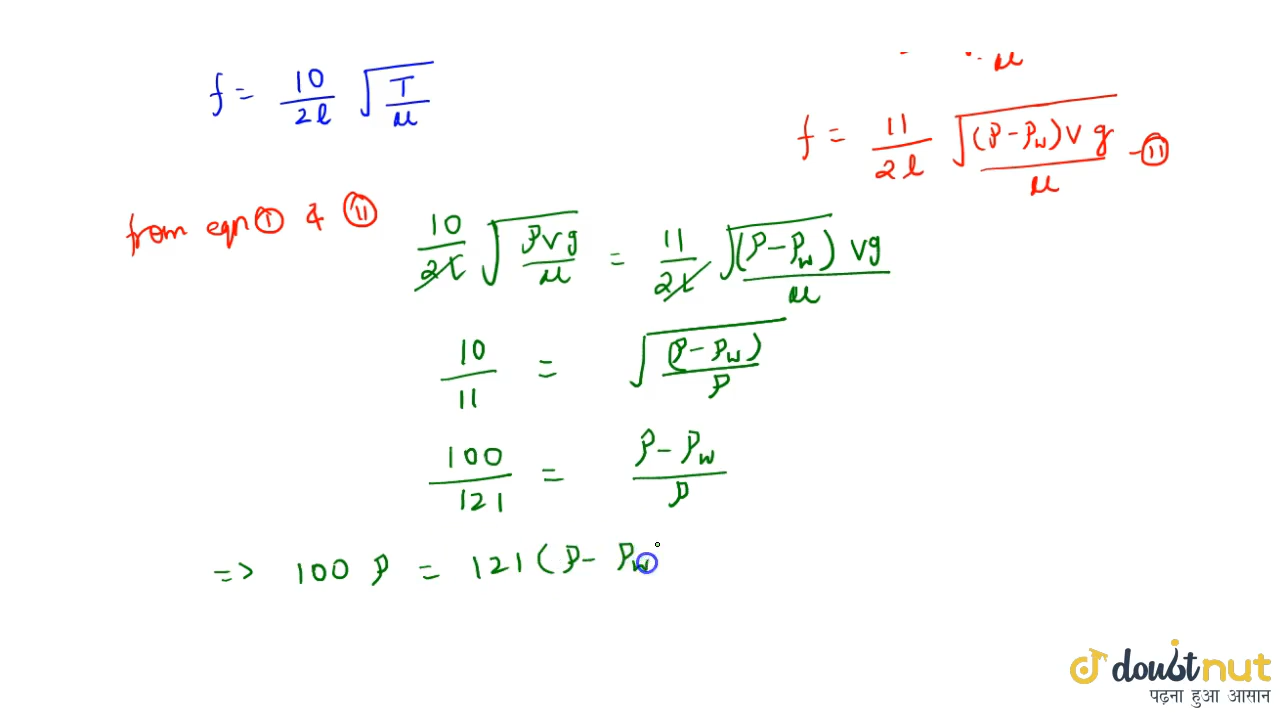 μ
f = 10/2l √(T/μ)
f = 11/2l √((ρ-ρw)vg/μ) -(II)
from eqn (I) & (II)
10/2l √(ρvg/μ) = 11/2l √((ρ-ρw)vg/μ)
10/11 = √((ρ-ρw)/ρ)
100/121 = ρ-ρw/ρ
=> 100 ρ = 121(ρ-ρw
doubtnut
पढ़ना हुआ आसान